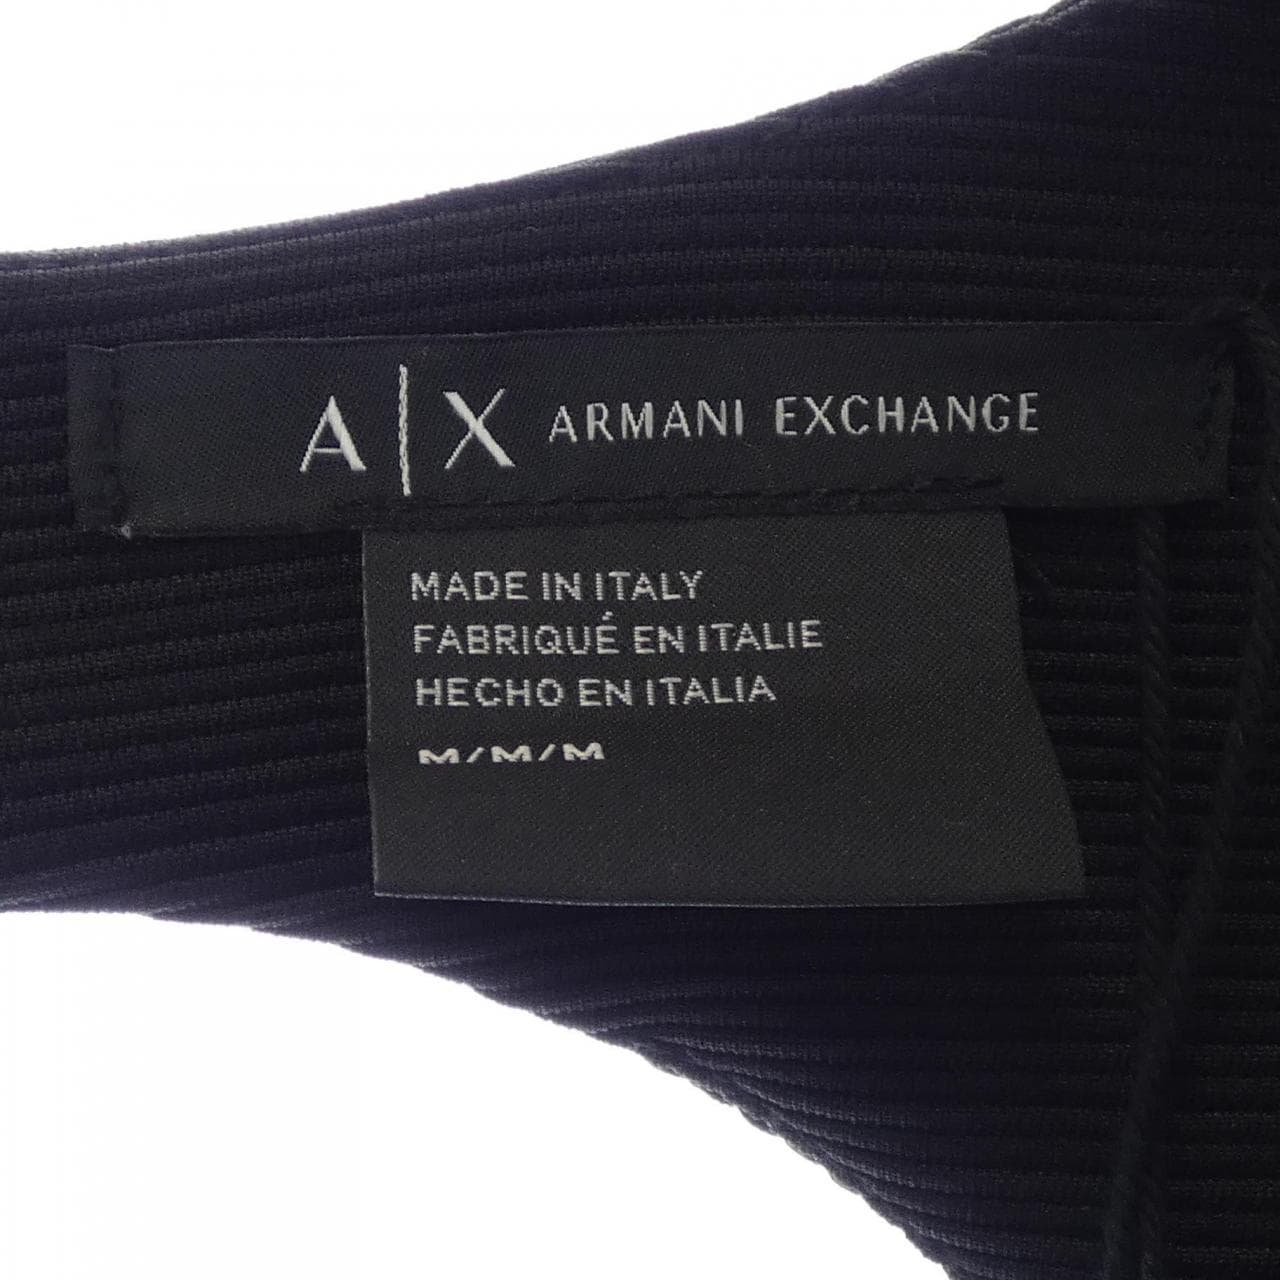 A|X ARMANI EXCHANGE
MADE IN ITALY
FABRIQUÉ EN ITALIE
HECHO EN ITALIA
M/M/M